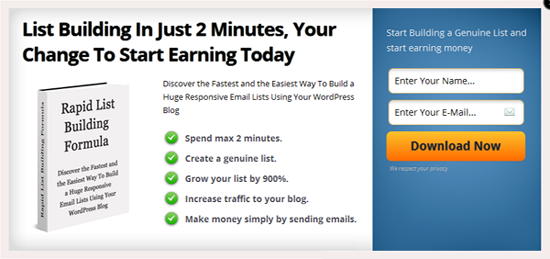 List Building In Just 2 Minutes, Your
Change To Start Earning Today
Rapid List Building Formula
Rapid List
Building
Formula
Discover the Fastest and
the Easiest Way To Build
a Huge Responsive
Email Lists Using Your
WordPress Blog
Discover the Fastest and the Easiest Way To Build a
Huge Responsive Email Lists Using Your WordPress
Blog
Spend max 2 minutes.
Create a genuine list.
Grow your list by 900%.
Increase traffic to your blog.
Make money simply by sending emails.
Start Building a Genuine List and
start earning money
Enter Your Name...
Enter Your E-Mail...
Download Now
We respect your privacy